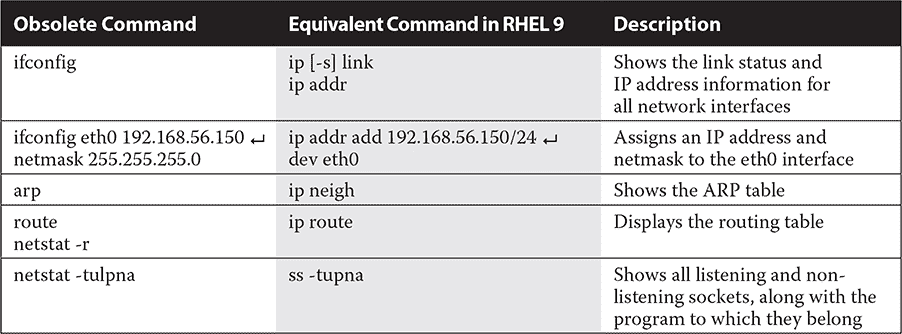 Obsolete Command
Equivalent Command in RHEL 9
Description
ifconfig
ip [-s] link
ip addr
Shows the link status and
IP address information for
all network interfaces
ifconfig eth0 192.168.56.150 ↵
netmask 255.255.255.0
ip addr add 192.168.56.150/24 ↵
dev eth0
Assigns an IP address and
netmask to the eth0 interface
arp
ip neigh
Shows the ARP table
route
netstat -r
ip route
Displays the routing table
netstat -tulpna
ss -tupna
Shows all listening and non-
listening sockets, along with the
program to which they belong